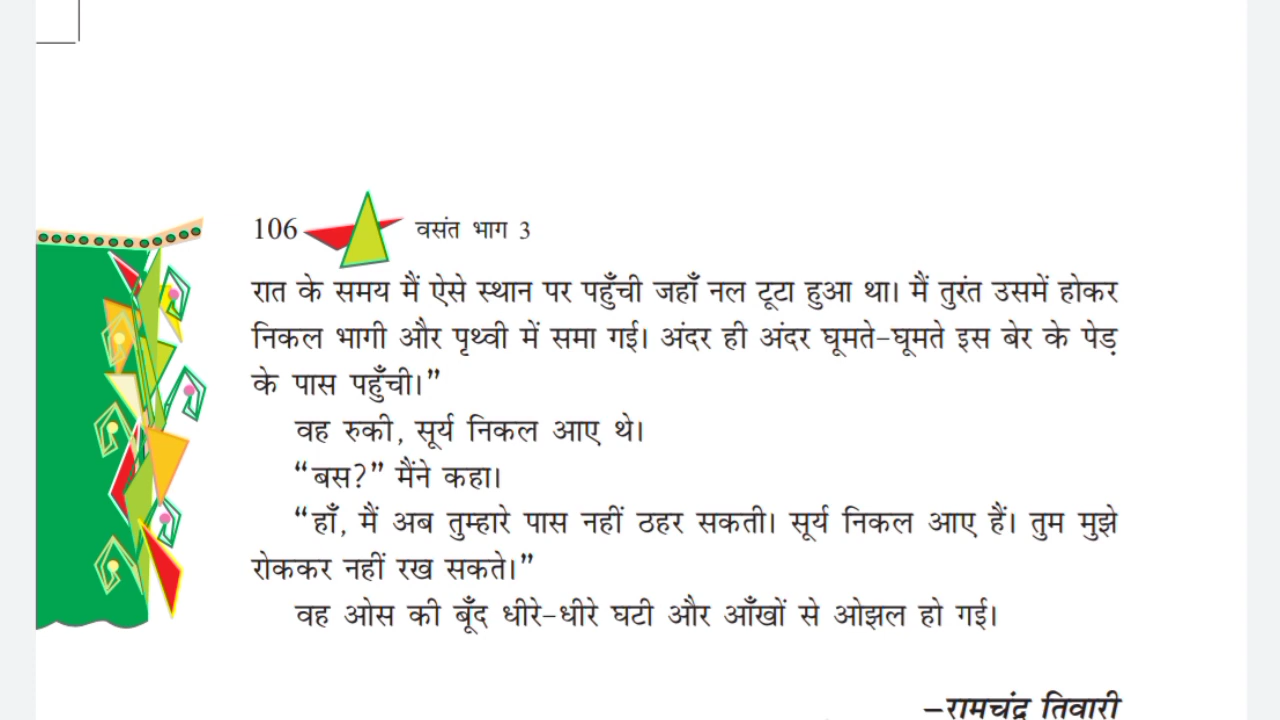 106 वसंत भाग 3
रात के समय मैं ऐसे स्थान पर पहुँची जहाँ नल टूटा हुआ था। मैं तुरंत उसमें होकर
निकल भागी और पृथ्वी में समा गई। अंदर ही अंदर घूमते-घूमते इस बेर के पेड़
के पास पहुँची।”
वह रुकी, सूर्य निकल आए थे।
“बस?” मैंने कहा।
“हाँ, मैं अब तुम्हारे पास नहीं ठहर सकती। सूर्य निकल आए हैं। तुम मुझे
रोककर नहीं रख सकते।”
वह ओस की बूँद धीरे-धीरे घटी और आँखों से ओझल हो गई।
–रामचंद्र तिवारी